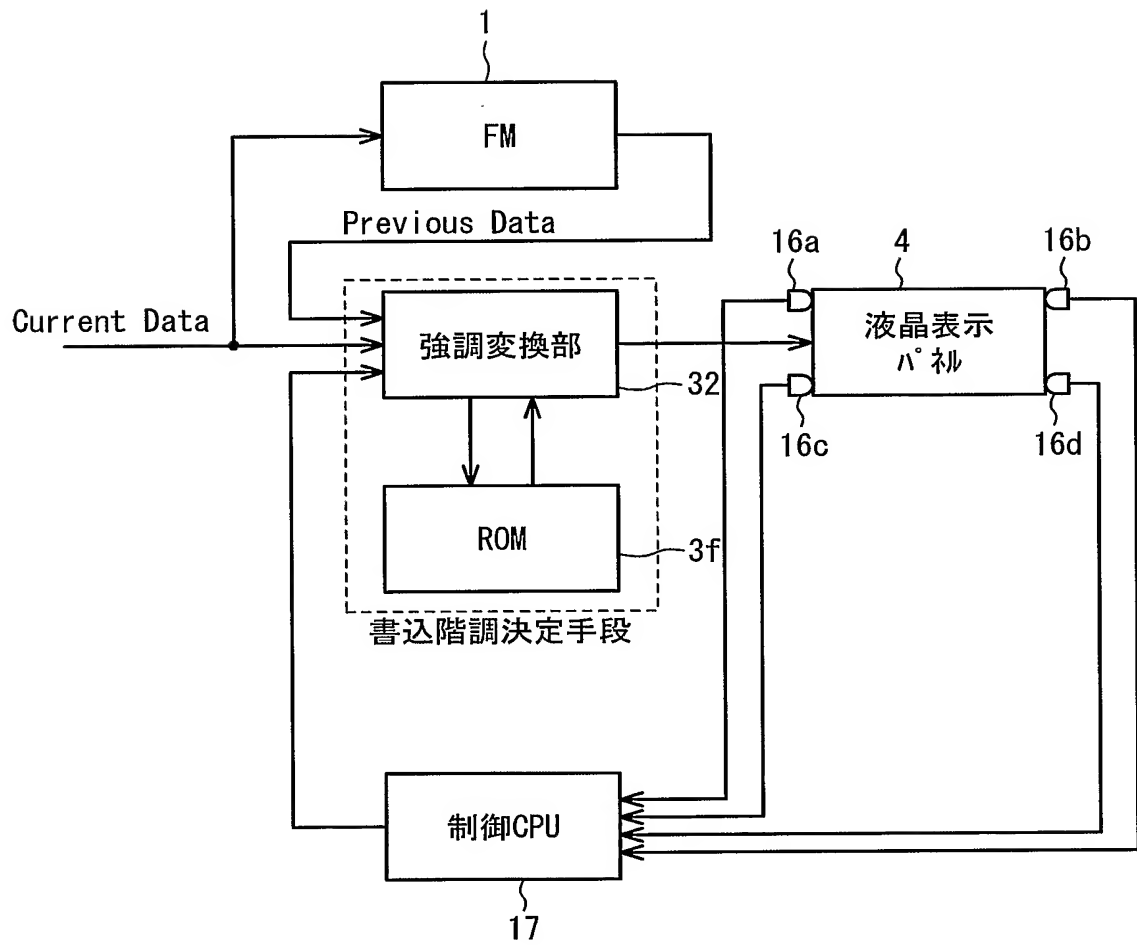 1
FM
Previous Data
16a
4
16b
Current Data
強調変換部
液晶表示
パネル
32
16c
16d
ROM
3f
書込階調決定手段
制御CPU
17